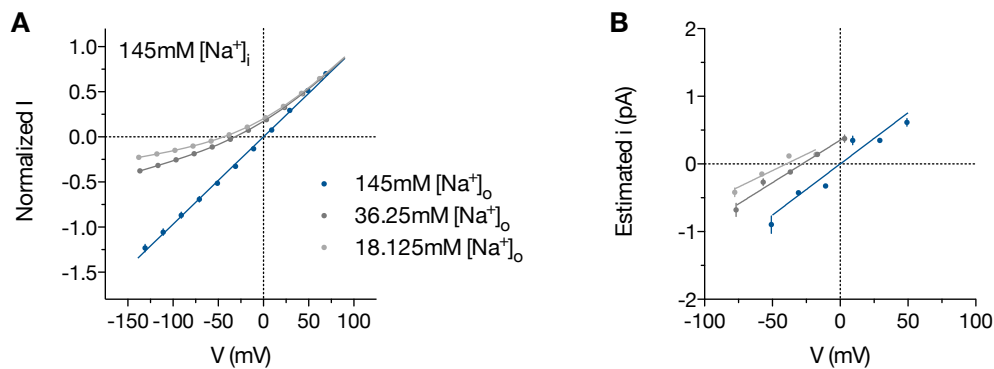 A
145mM [Na⁺]ᵢ
Normalized I
1.0
0.5
0.0
-0.5
-1.0
-1.5
-150 -100 -50 0 50 100
V (mV)
145mM [Na⁺]ₒ
36.25mM [Na⁺]ₒ
18.125mM [Na⁺]ₒ
B
Estimated i (pA)
2
1
0
-1
-2
-100 -50 0 50 100
V (mV)